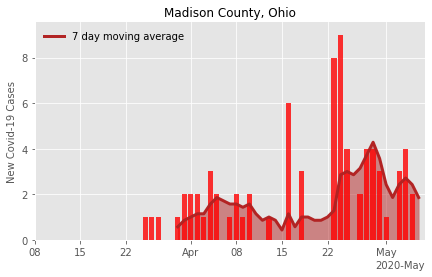 Madison County, Ohio
7 day moving average
New Covid-19 Cases
8
6
4
2
0
08 15 22 Apr 08 15 22 May
2020-May